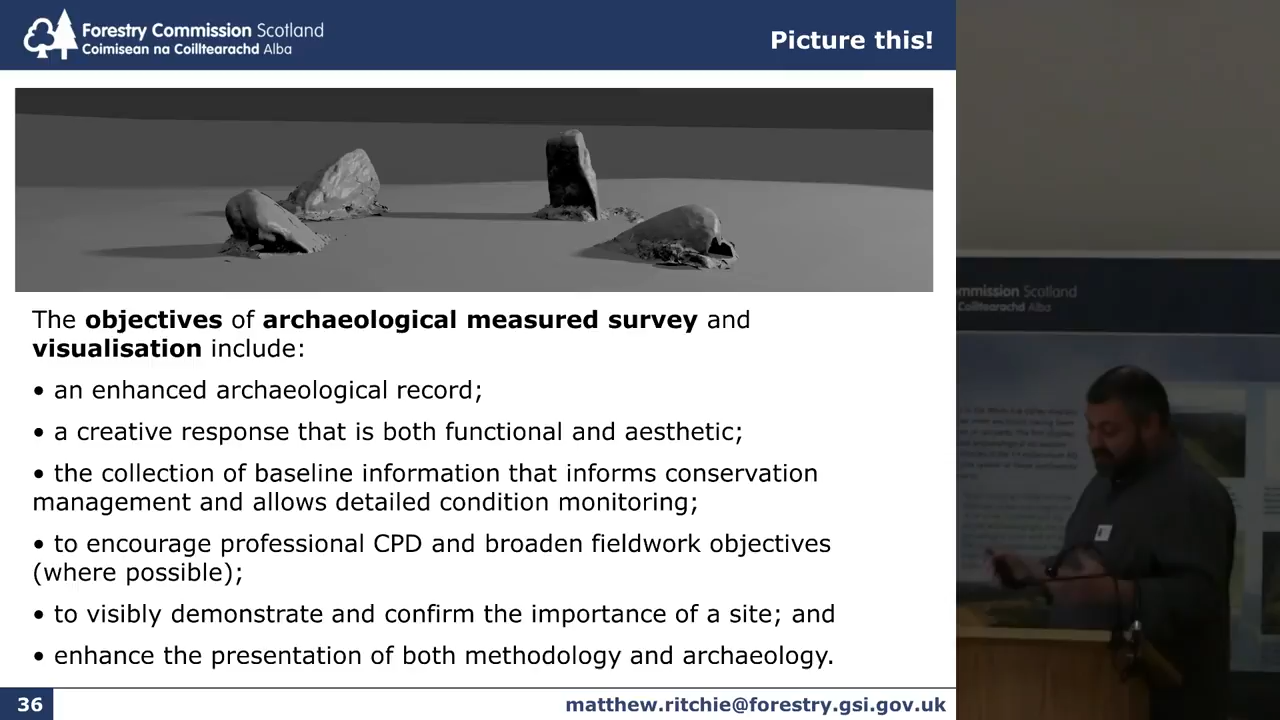 Forestry Commission Scotland
Coimisean na Coilltearachd Alba
Picture this!
The objectives of archaeological measured survey and
visualisation include:
• an enhanced archaeological record;
• a creative response that is both functional and aesthetic;
• the collection of baseline information that informs conservation
management and allows detailed condition monitoring;
• to encourage professional CPD and broaden fieldwork objectives
(where possible);
• to visibly demonstrate and confirm the importance of a site; and
• enhance the presentation of both methodology and archaeology.
36
matthew.ritchie@forestry.gsi.gov.uk
mmission Scotland
Coilltearachd Alba